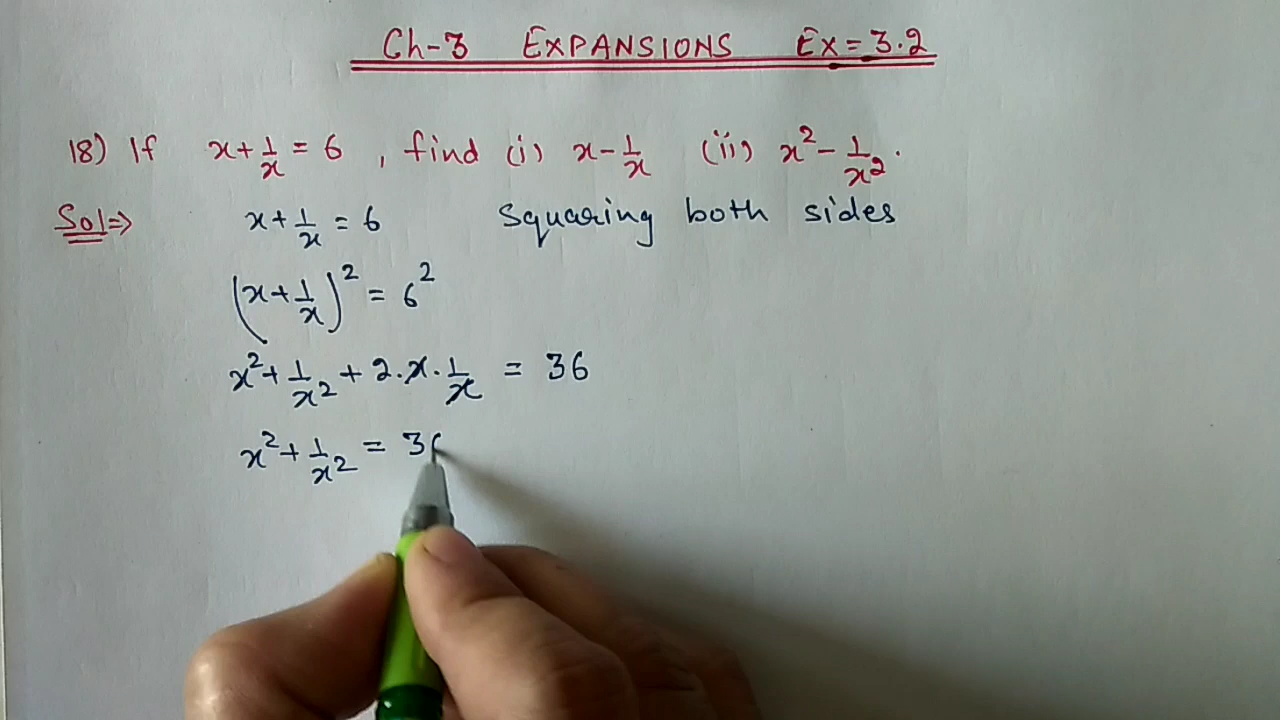 Ch-3 EXPANSIONS Ex = 3.2
18) If x + 1/x = 6 , find (i) x - 1/x (ii) x² - 1/x² .
Sol⇒ x + 1/x = 6 Squaring both sides
(x + 1/x)² = 6²
x² + 1/x² + 2.x.1/x = 36
x² + 1/x² = 36